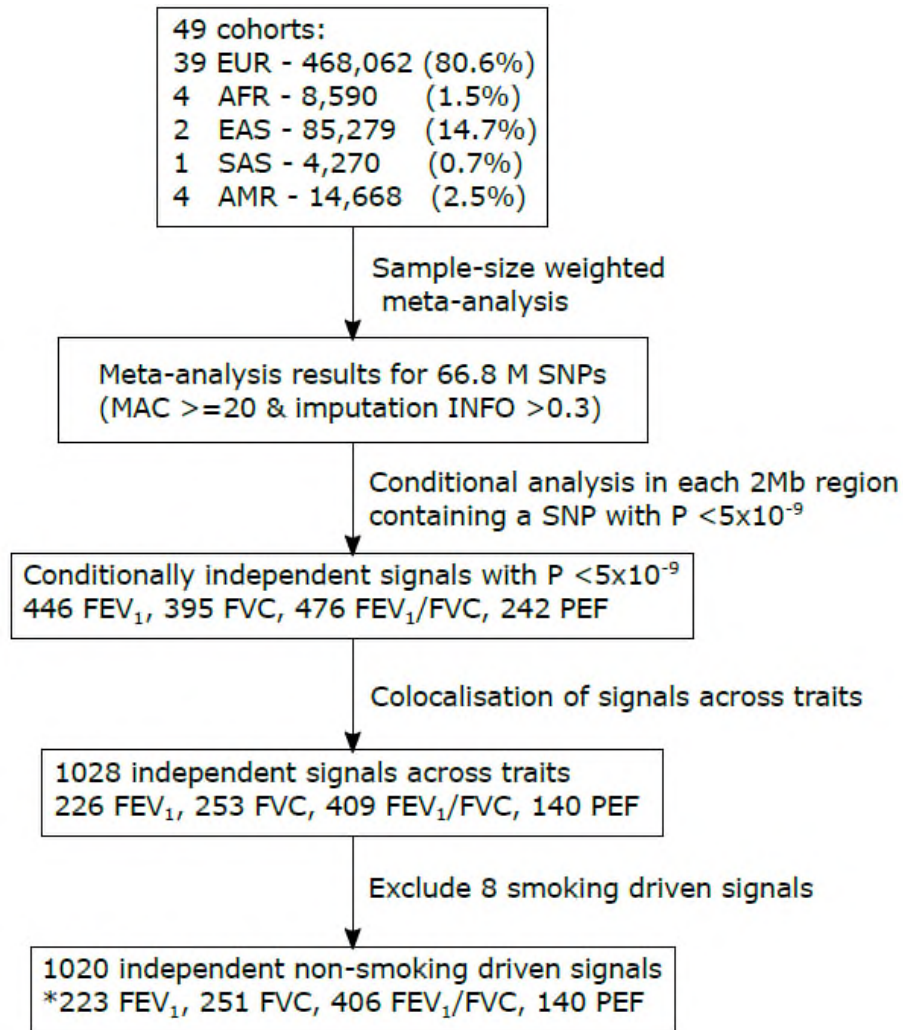 49 cohorts:
39 EUR - 468,062 (80.6%)
4 AFR - 8,590 (1.5%)
2 EAS - 85,279 (14.7%)
1 SAS - 4,270 (0.7%)
4 AMR - 14,668 (2.5%)
Sample-size weighted
meta-analysis
Meta-analysis results for 66.8 M SNPs
(MAC >=20 & imputation INFO >0.3)
Conditional analysis in each 2Mb region
containing a SNP with P <5x10⁻⁹
Conditionally independent signals with P <5x10⁻⁹
446 FEV₁, 395 FVC, 476 FEV₁/FVC, 242 PEF
Colocalisation of signals across traits
1028 independent signals across traits
226 FEV₁, 253 FVC, 409 FEV₁/FVC, 140 PEF
Exclude 8 smoking driven signals
1020 independent non-smoking driven signals
*223 FEV₁, 251 FVC, 406 FEV₁/FVC, 140 PEF